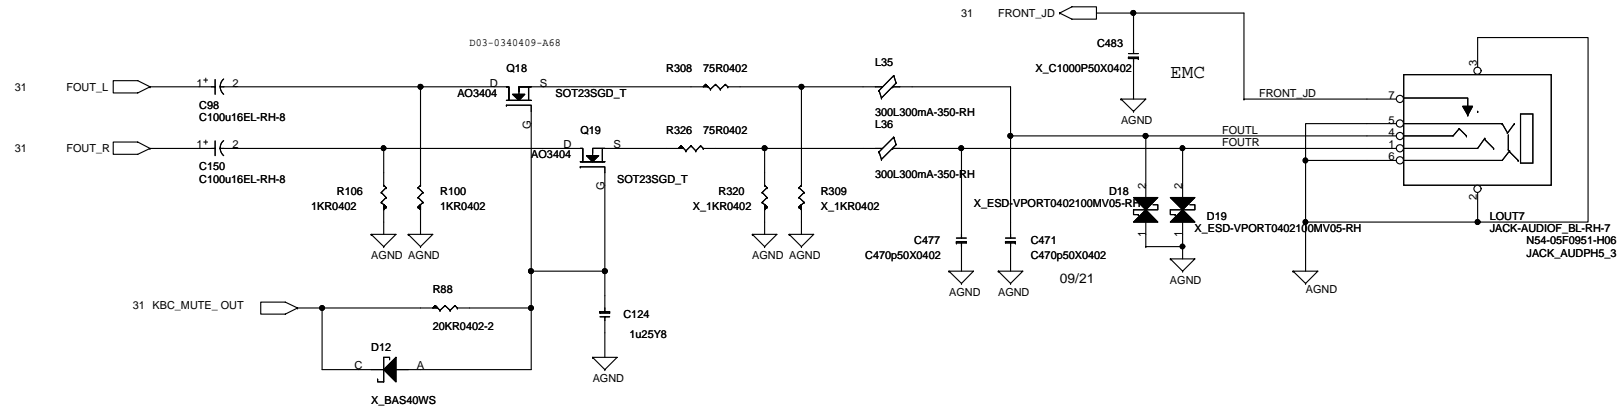 31 FRONT_JD
D03-0340409-A68
C483
X_C1000P50X0402
EMC
AGND
31 FOUT_L
1+ 2
C98
C100u16EL-RH-8
D Q18 S
AO3404
SOT23SGD_T
G
R308 75R0402
L35
300L300mA-350-RH
31 FOUT_R
1+ 2
C150
C100u16EL-RH-8
D Q19 S
AO3404
SOT23SGD_T
G
R326 75R0402
L36
300L300mA-350-RH
FRONT_JD
FOUTL
FOUTR
3
7
5
4
1
6
2
R106
1KR0402
R100
1KR0402
R320
X_1KR0402
R309
X_1KR0402
AGND AGND
AGND AGND
2 2
D18
X_ESD-VPORT0402100MV05-RH
D19
X_ESD-VPORT0402100MV05-RH
1 1
AGND
LOUT7
JACK-AUDIOF_BL-RH-7
N54-05F0951-H06
JACK_AUDPH5_3
C477
C470p50X0402
C471
C470p50X0402
AGND AGND
09/21
AGND
31 KBC_MUTE_OUT
R88
20KR0402-2
C124
1u25Y8
AGND
D12
C A
X_BAS40WS